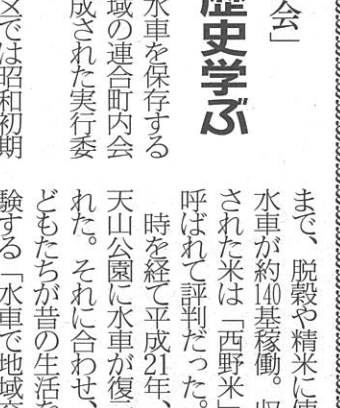 会」
歴史学ぶ
水車を保存する
域の連合町内会
成された実行委
では昭和初期
まで、脱穀や精米に使
水車が約140基稼働。収
された米は「西野米」
呼ばれて評判だった。
時を経て平成21年、
天山公園に水車が復
れた。それに合わせ、
どもたちが昔の生活を
験する「水車で地域